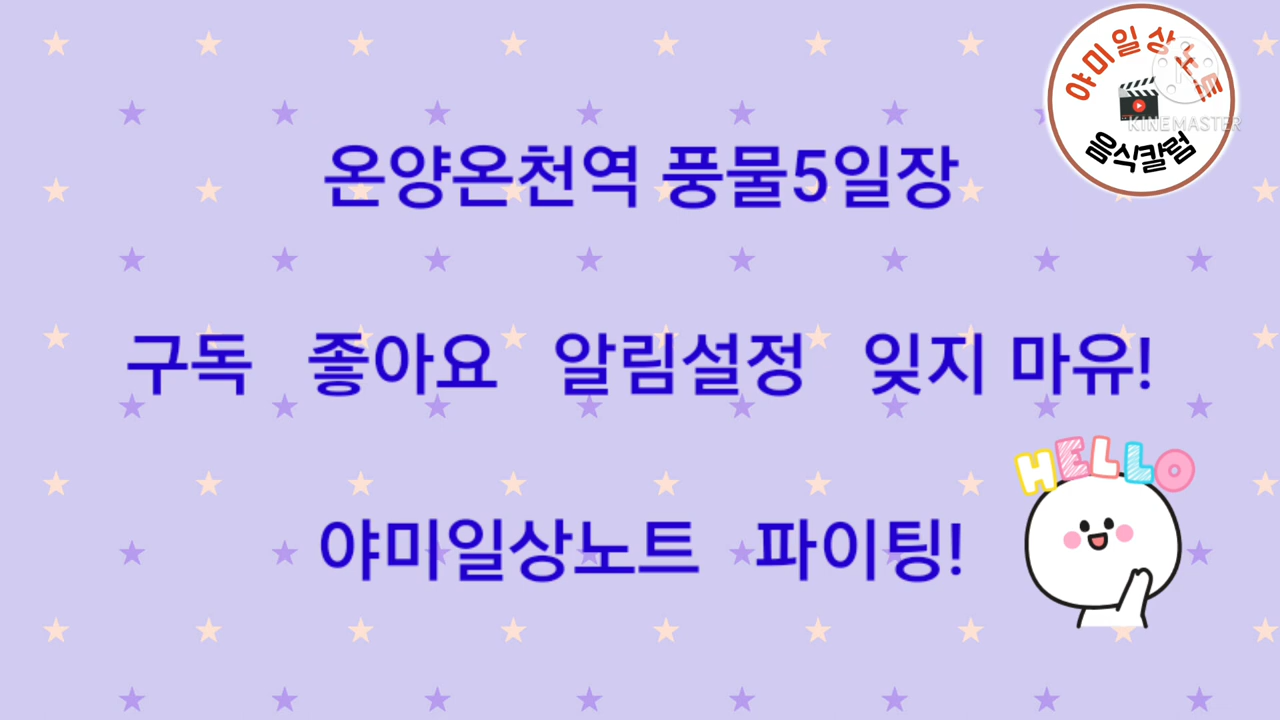 야미일상노트
KINEMASTER
음식칼럼
온양온천역 풍물5일장
구독 좋아요 알림설정 잊지 마유!
HELLO
야미일상노트 파이팅!